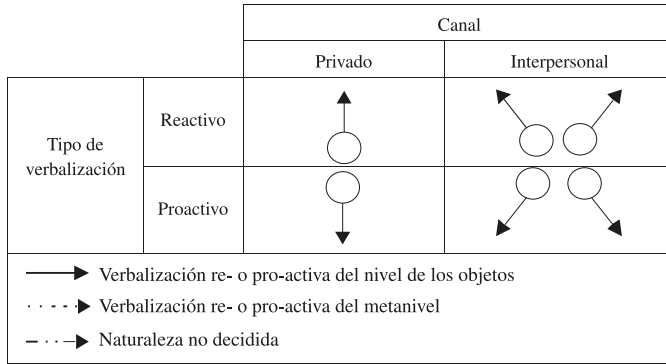 Canal
Privado
Interpersonal
Tipo de
verbalización
Reactivo
Proactivo
Verbalización re- o pro-activa del nivel de los objetos
Verbalización re- o pro-activa del metanivel
Naturaleza no decidida